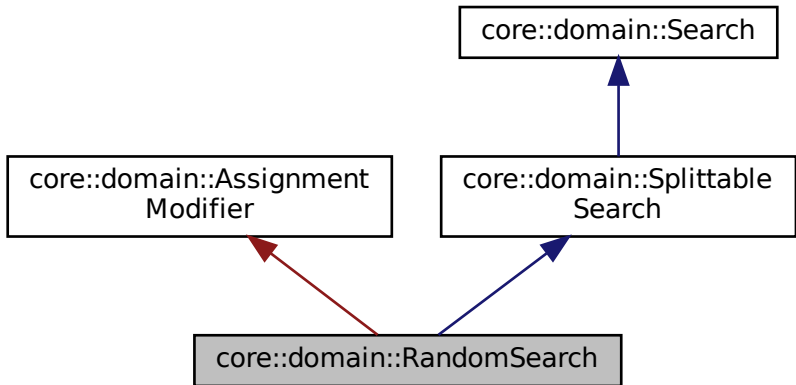 core::domain::Search
core::domain::Assignment
Modifier
core::domain::Splittable
Search
core::domain::RandomSearch